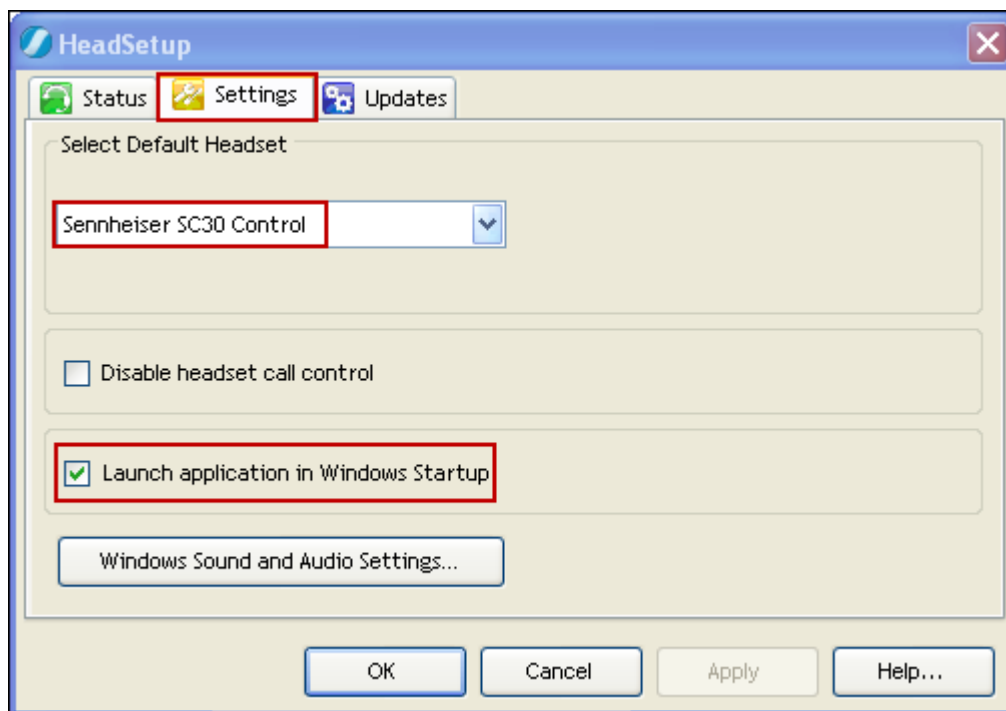 HeadSetup
Status Settings Updates
Select Default Headset
Sennheiser SC30 Control
Disable headset call control
Launch application in Windows Startup
Windows Sound and Audio Settings...
OK Cancel Apply Help...